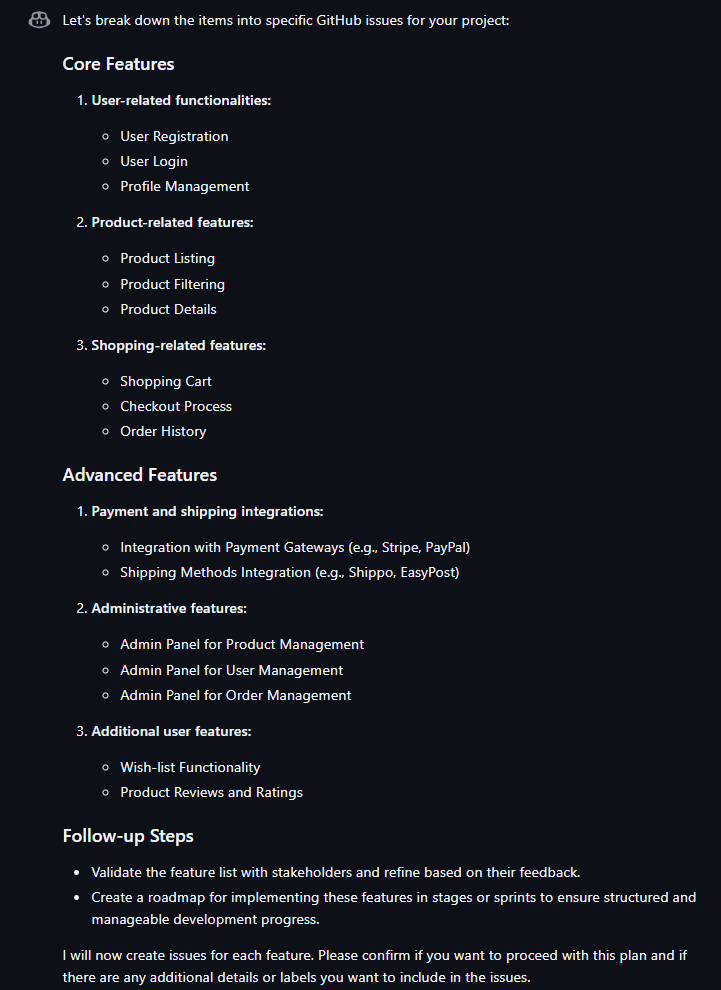 Let's break down the items into specific GitHub issues for your project:
Core Features
1. User-related functionalities:
○ User Registration
○ User Login
○ Profile Management
2. Product-related features:
○ Product Listing
○ Product Filtering
○ Product Details
3. Shopping-related features:
○ Shopping Cart
○ Checkout Process
○ Order History
Advanced Features
1. Payment and shipping integrations:
○ Integration with Payment Gateways (e.g., Stripe, PayPal)
○ Shipping Methods Integration (e.g., Shippo, EasyPost)
2. Administrative features:
○ Admin Panel for Product Management
○ Admin Panel for User Management
○ Admin Panel for Order Management
3. Additional user features:
○ Wish-list Functionality
○ Product Reviews and Ratings
Follow-up Steps
• Validate the feature list with stakeholders and refine based on their feedback.
• Create a roadmap for implementing these features in stages or sprints to ensure structured and
manageable development progress.
I will now create issues for each feature. Please confirm if you want to proceed with this plan and if
there are any additional details or labels you want to include in the issues.